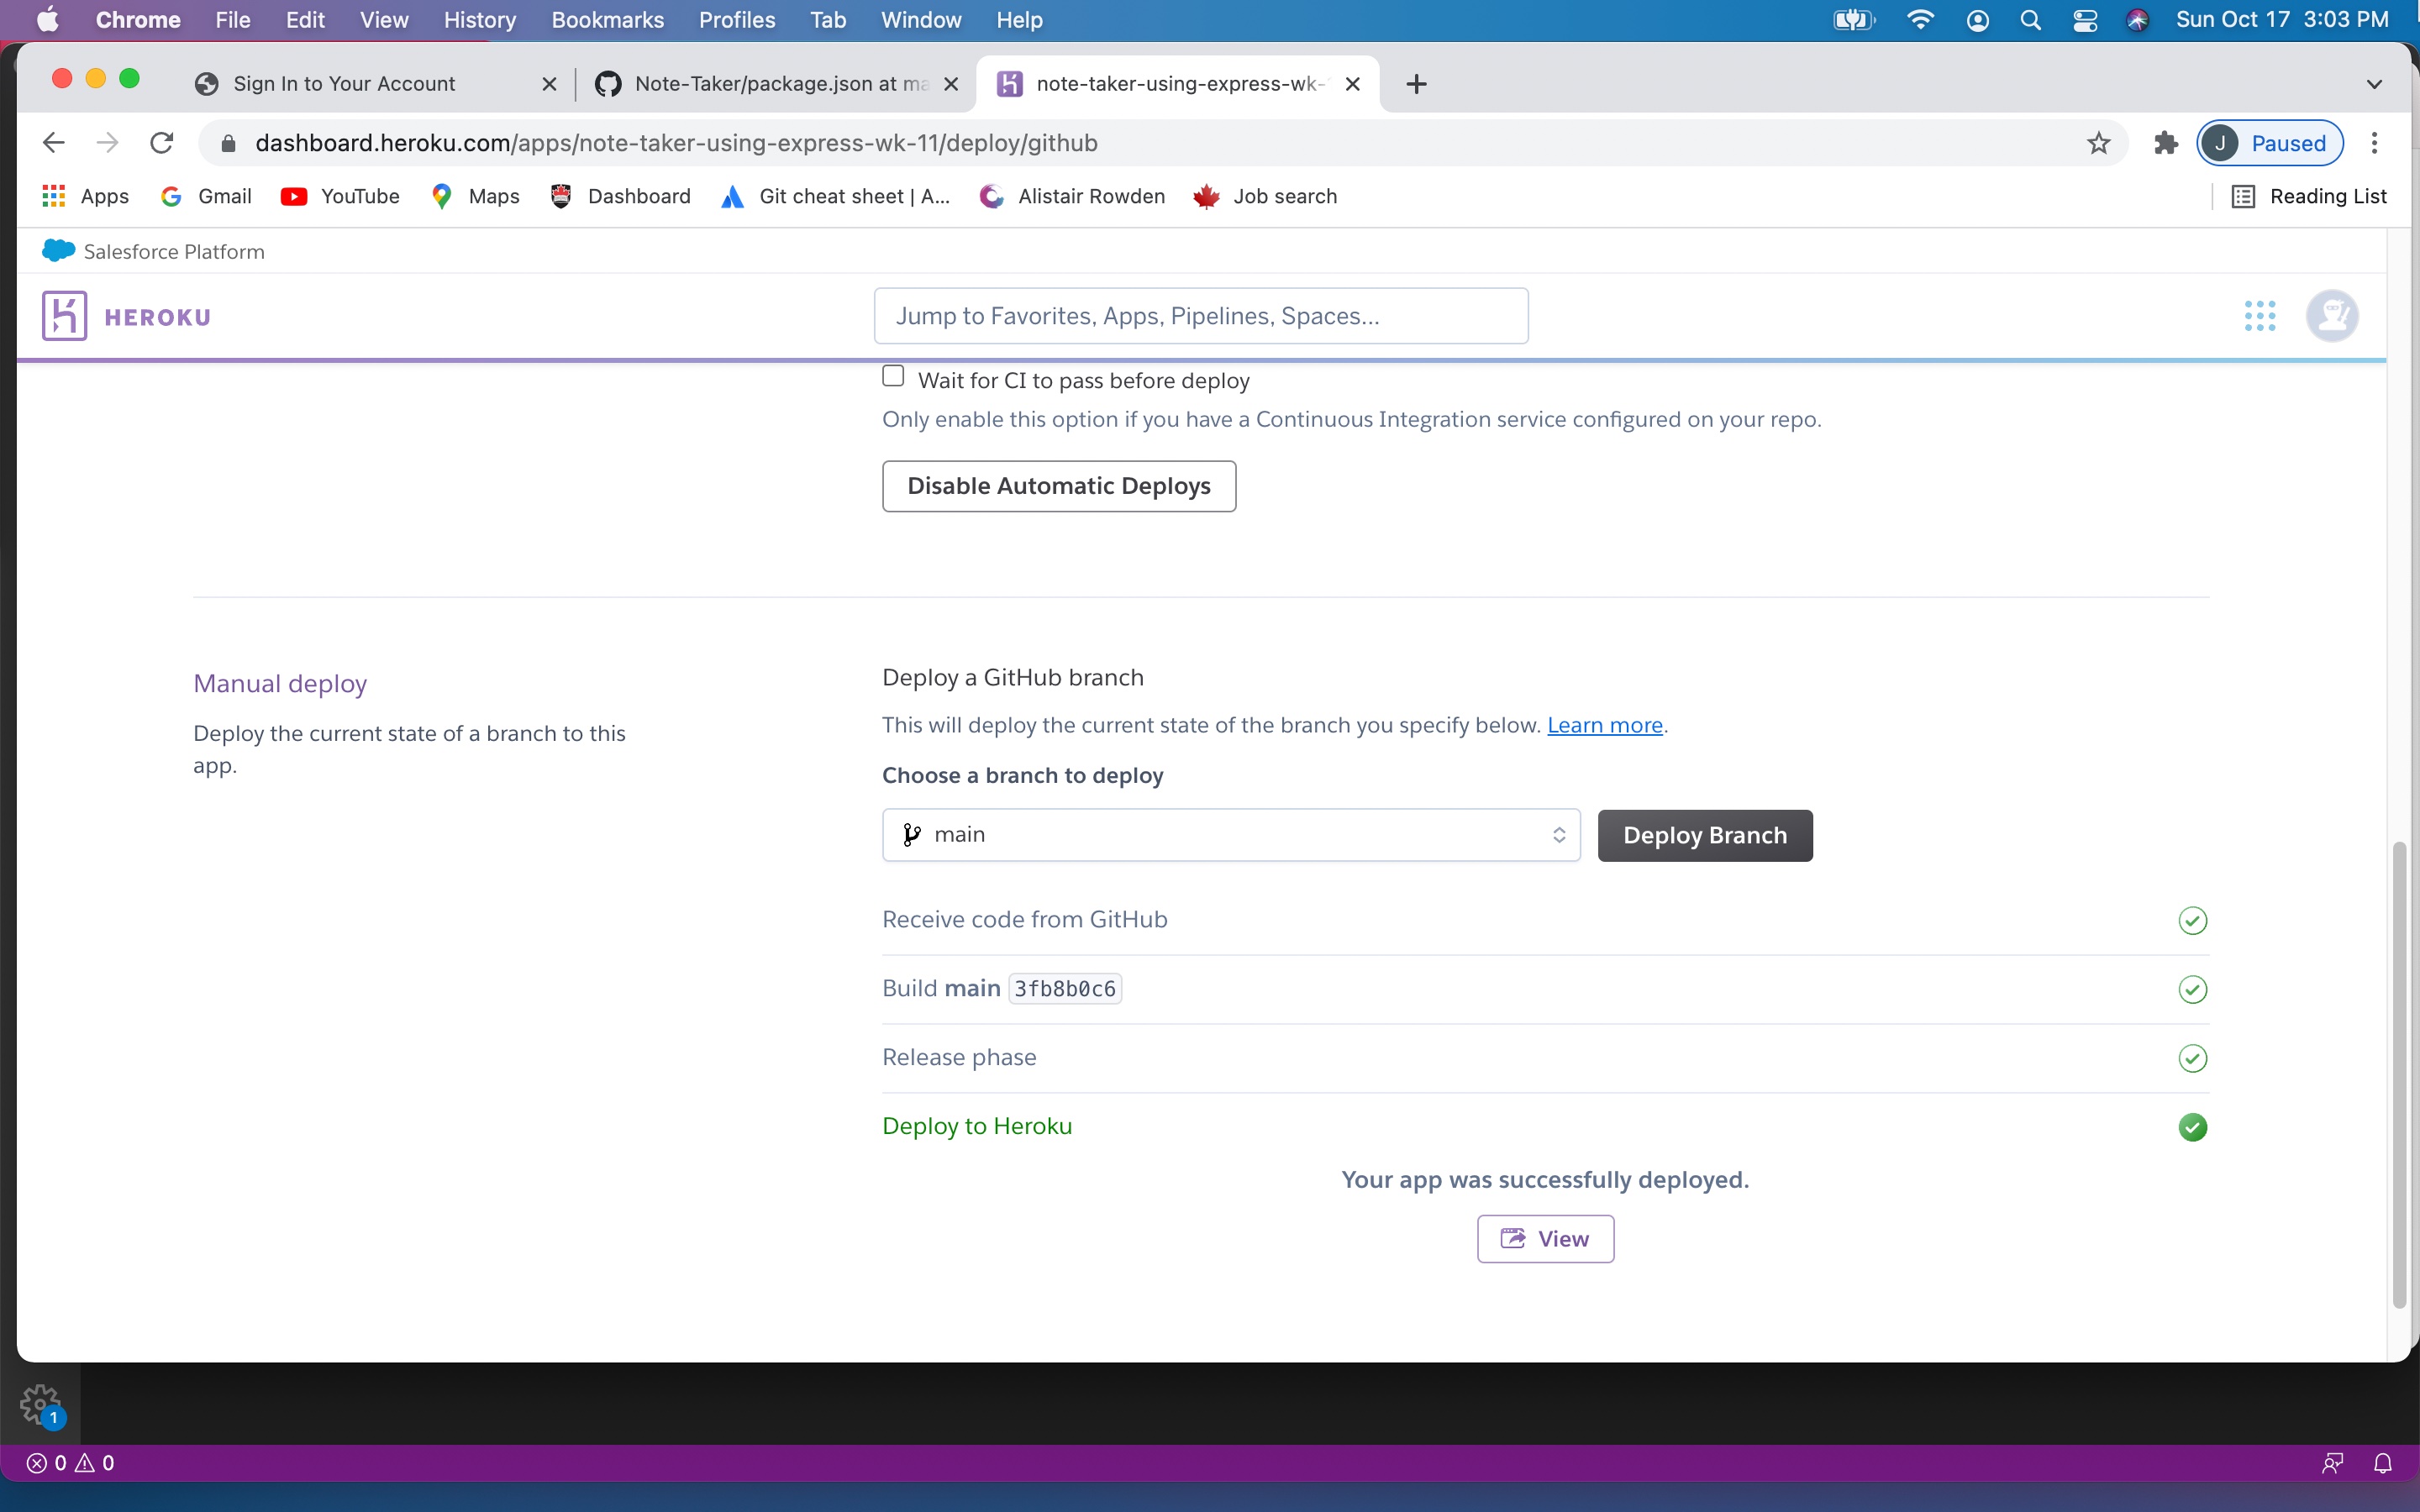 Chrome File Edit View History Bookmarks Profiles Tab Window Help Sun Oct 17 3:03 PM
Sign In to Your Account Note-Taker/package.json at ma note-taker-using-express-wk-
dashboard.heroku.com/apps/note-taker-using-express-wk-11/deploy/github J Paused
Apps Gmail YouTube Maps Dashboard Git cheat sheet | A... Alistair Rowden Job search Reading List
Salesforce Platform
HEROKU Jump to Favorites, Apps, Pipelines, Spaces...
Wait for CI to pass before deploy
Only enable this option if you have a Continuous Integration service configured on your repo.
Disable Automatic Deploys
Manual deploy
Deploy the current state of a branch to this
app.
Deploy a GitHub branch
This will deploy the current state of the branch you specify below. Learn more.
Choose a branch to deploy
main Deploy Branch
Receive code from GitHub
Build main 3fb8b0c6
Release phase
Deploy to Heroku
Your app was successfully deployed.
View
1
0 0